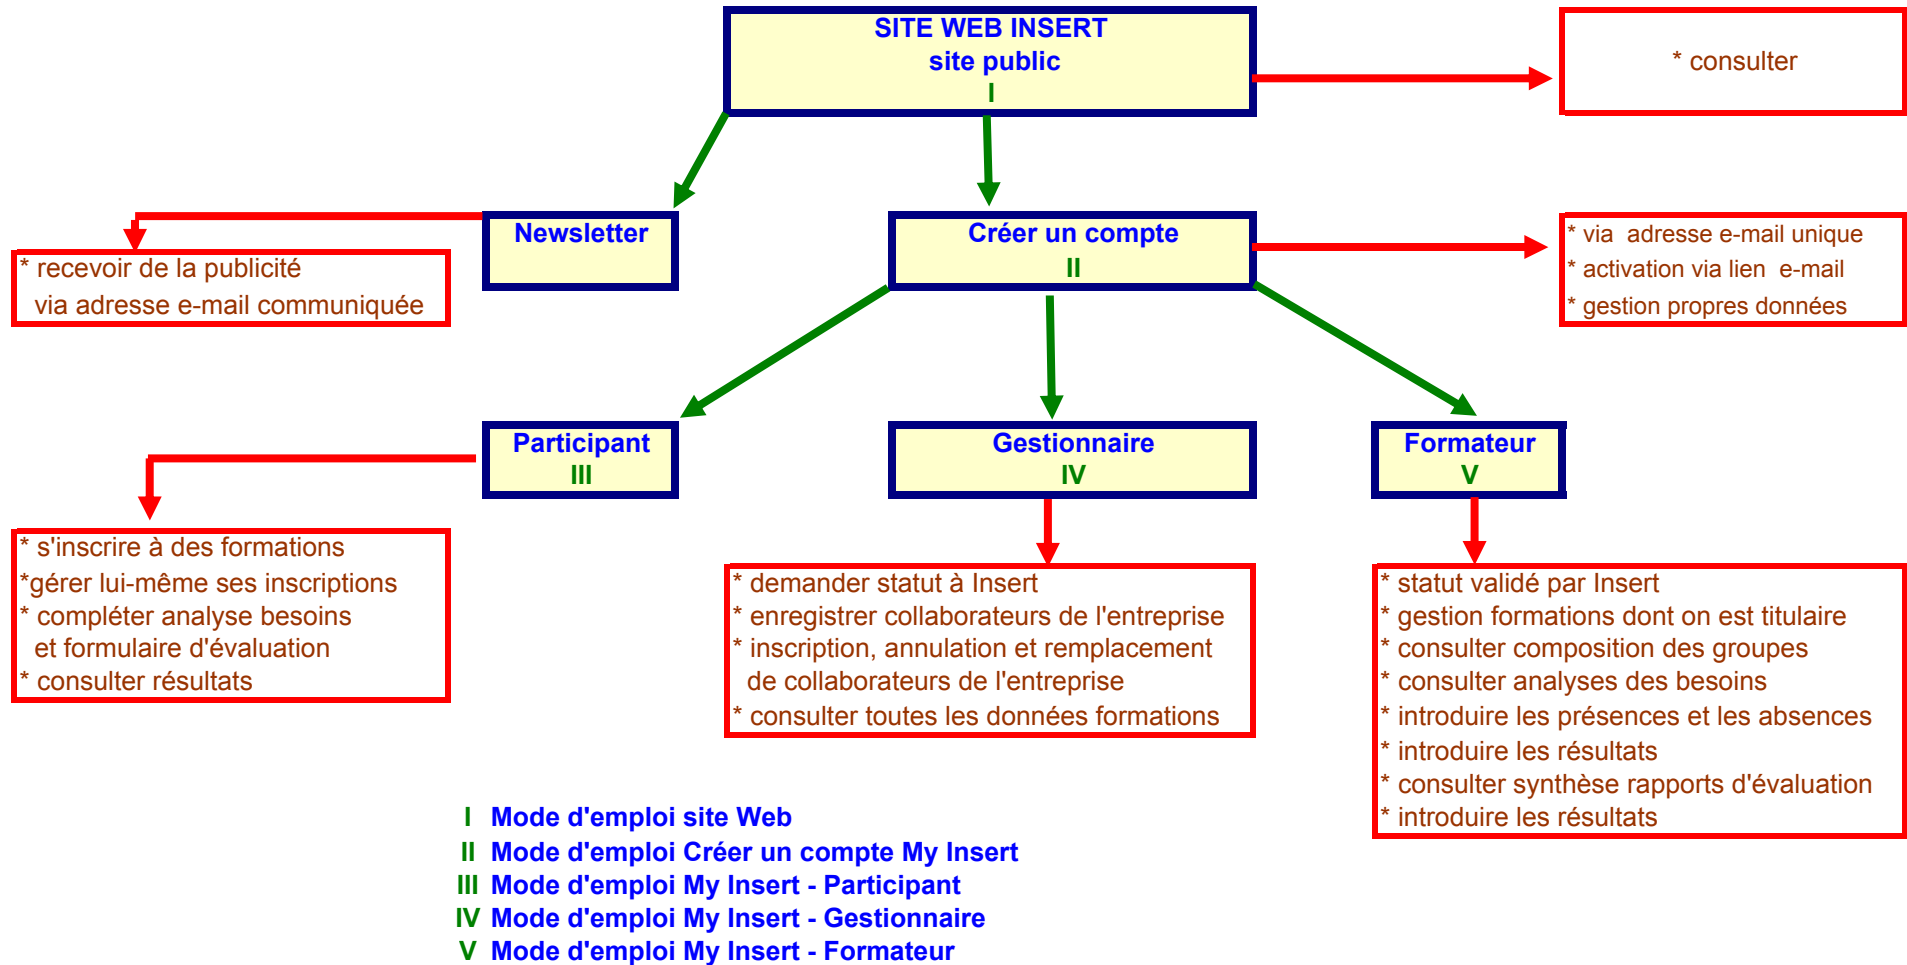 SITE WEB INSERT
site public
I
* consulter
Newsletter
* recevoir de la publicité
via adresse e-mail communiquée
Créer un compte
II
* via  adresse e-mail unique
* activation via lien  e-mail
* gestion propres données
Participant
III
Gestionnaire
IV
Formateur
V
* s'inscrire à des formations
*gérer lui-même ses inscriptions
* compléter analyse besoins
et formulaire d'évaluation
* consulter résultats
* demander statut à Insert
* enregistrer collaborateurs de l'entreprise
* inscription, annulation et remplacement
de collaborateurs de l'entreprise
* consulter toutes les données formations
* statut validé par Insert
* gestion formations dont on est titulaire
* consulter composition des groupes
* consulter analyses des besoins
* introduire les présences et les absences
* introduire les résultats
* consulter synthèse rapports d'évaluation
* introduire les résultats
I Mode d'emploi site Web
II Mode d'emploi Créer un compte My Insert
III Mode d'emploi My Insert - Participant
IV Mode d'emploi My Insert - Gestionnaire
V Mode d'emploi My Insert - Formateur